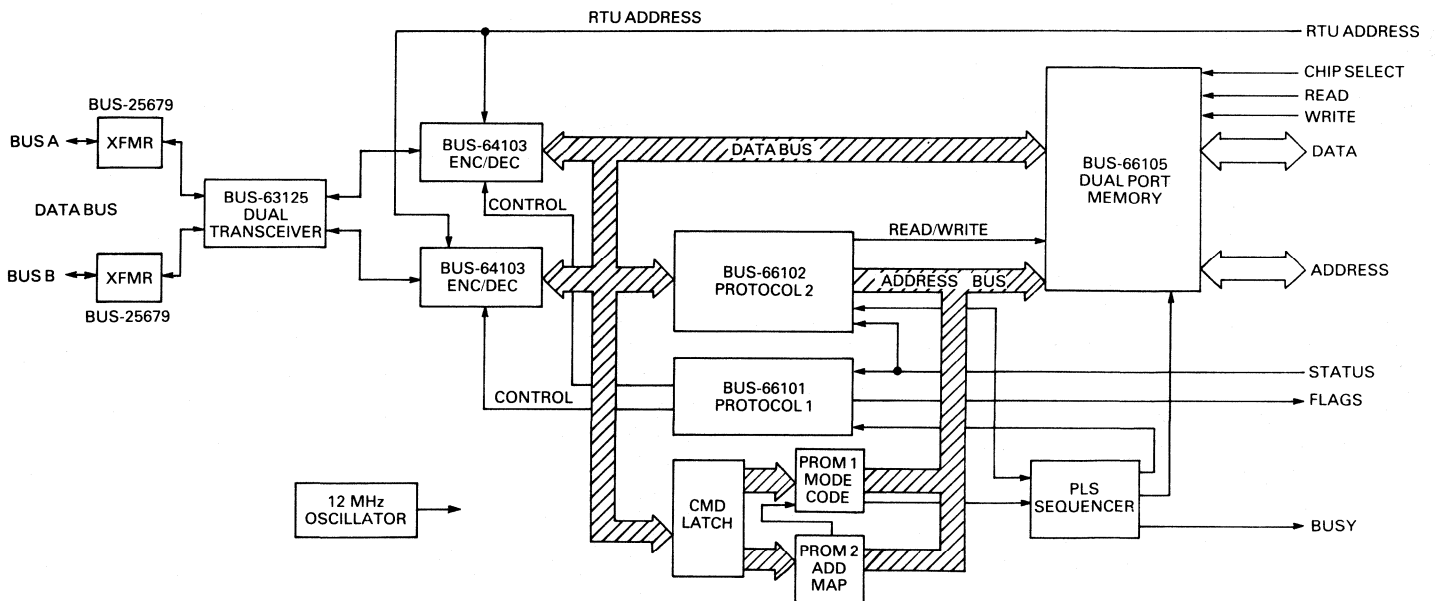 RTU ADDRESS
RTU ADDRESS
CHIP SELECT
READ
WRITE
DATA
ADDRESS
STATUS
FLAGS
BUSY
BUS-25679
BUS A
XFMR
DATA BUS
BUS B
XFMR
BUS-25679
BUS-63125
DUAL
TRANSCEIVER
BUS-64103
ENC/DEC
CONTROL
BUS-64103
ENC/DEC
CONTROL
DATA BUS
BUS-66105
DUAL PORT
MEMORY
READ/WRITE
BUS-66102
PROTOCOL 2
ADDRESS BUS
BUS-66101
PROTOCOL 1
12 MHz
OSCILLATOR
CMD
LATCH
PROM 1
MODE
CODE
PROM 2
ADD
MAP
PLS
SEQUENCER